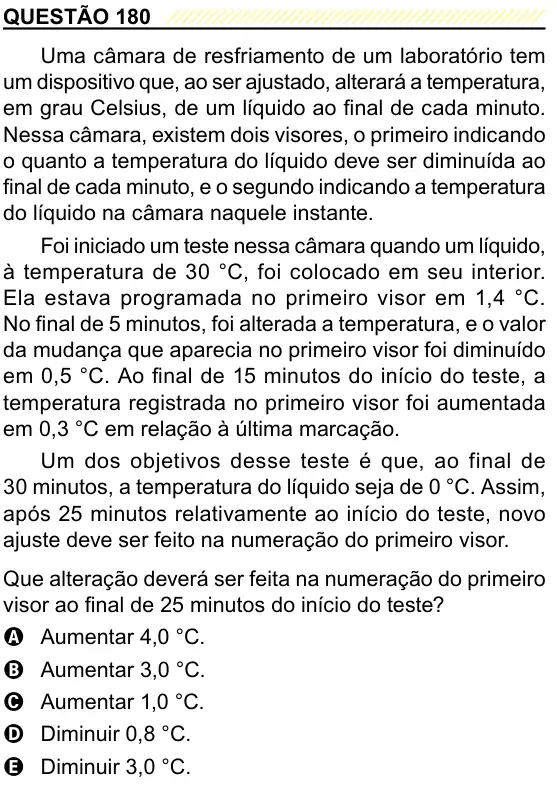 QUESTÃO 180
Uma câmara de resfriamento de um laboratório tem
um dispositivo que, ao ser ajustado, alterará a temperatura,
em grau Celsius, de um líquido ao final de cada minuto.
Nessa câmara, existem dois visores, o primeiro indicando
o quanto a temperatura do líquido deve ser diminuída ao
final de cada minuto, e o segundo indicando a temperatura
do líquido na câmara naquele instante.
Foi iniciado um teste nessa câmara quando um líquido,
à temperatura de 30 °C, foi colocado em seu interior.
Ela estava programada no primeiro visor em 1,4 °C.
No final de 5 minutos, foi alterada a temperatura, e o valor
da mudança que aparecia no primeiro visor foi diminuído
em 0,5 °C. Ao final de 15 minutos do início do teste, a
temperatura registrada no primeiro visor foi aumentada
em 0,3 °C em relação à última marcação.
Um dos objetivos desse teste é que, ao final de
30 minutos, a temperatura do líquido seja de 0 °C. Assim,
após 25 minutos relativamente ao início do teste, novo
ajuste deve ser feito na numeração do primeiro visor.
Que alteração deverá ser feita na numeração do primeiro
visor ao final de 25 minutos do início do teste?
A Aumentar 4,0 °C.
B Aumentar 3,0 °C.
C Aumentar 1,0 °C.
D Diminuir 0,8 °C.
E Diminuir 3,0 °C.